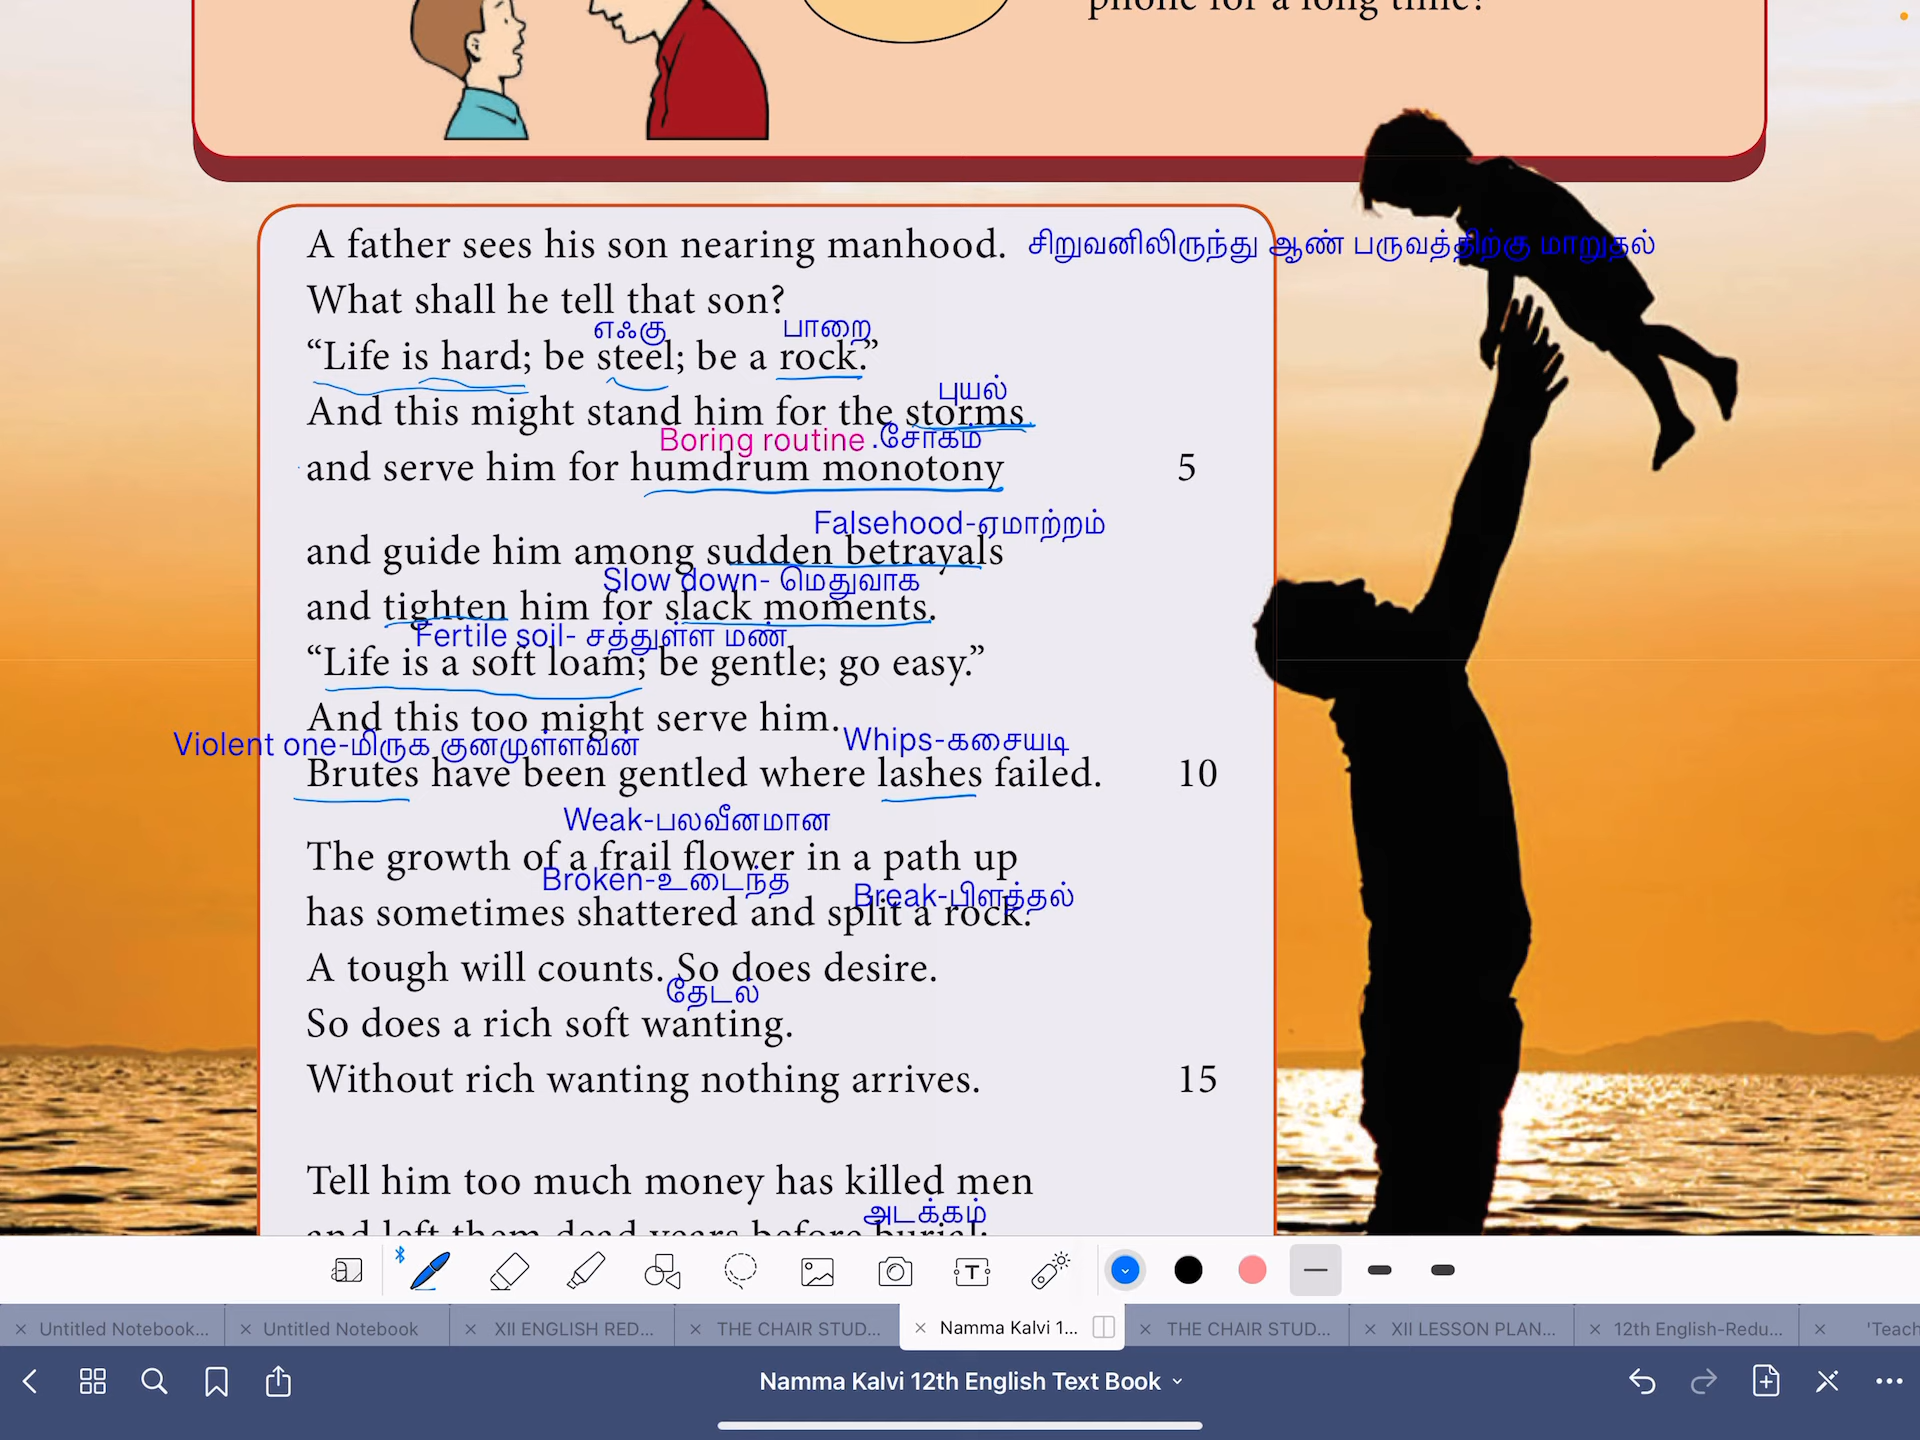 A father sees his son nearing manhood. சிறுவனிலிருந்து ஆண் பருவத்திற்கு மாறுதல்
What shall he tell that son?
எஃகு பாறை
“Life is hard; be steel; be a rock.”
புயல்
And this might stand him for the storms
Boring routine .சோகம்
and serve him for humdrum monotony 5
Falsehood-ஏமாற்றம்
and guide him among sudden betrayals
Slow down- மெதுவாக
and tighten him for slack moments.
Fertile soil- சத்துள்ள மண்
“Life is a soft loam; be gentle; go easy.”
And this too might serve him.
Violent one-மிருக குனமுள்ளவன் Whips-கசையடி
Brutes have been gentled where lashes failed. 10
Weak-பலவீனமான
The growth of a frail flower in a path up
Broken-உடைந்த Break-பிளத்தல்
has sometimes shattered and split a rock.
A tough will counts. So does desire.
தேடல்
So does a rich soft wanting.
Without rich wanting nothing arrives. 15
Tell him too much money has killed men
அடக்கம்
and left them dead years before burial:
Untitled Notebook...
Untitled Notebook
XII ENGLISH RED...
THE CHAIR STUD...
Namma Kalvi 1...
THE CHAIR STUD...
XII LESSON PLAN...
12th English-Redu...
'Teach
Namma Kalvi 12th English Text Book